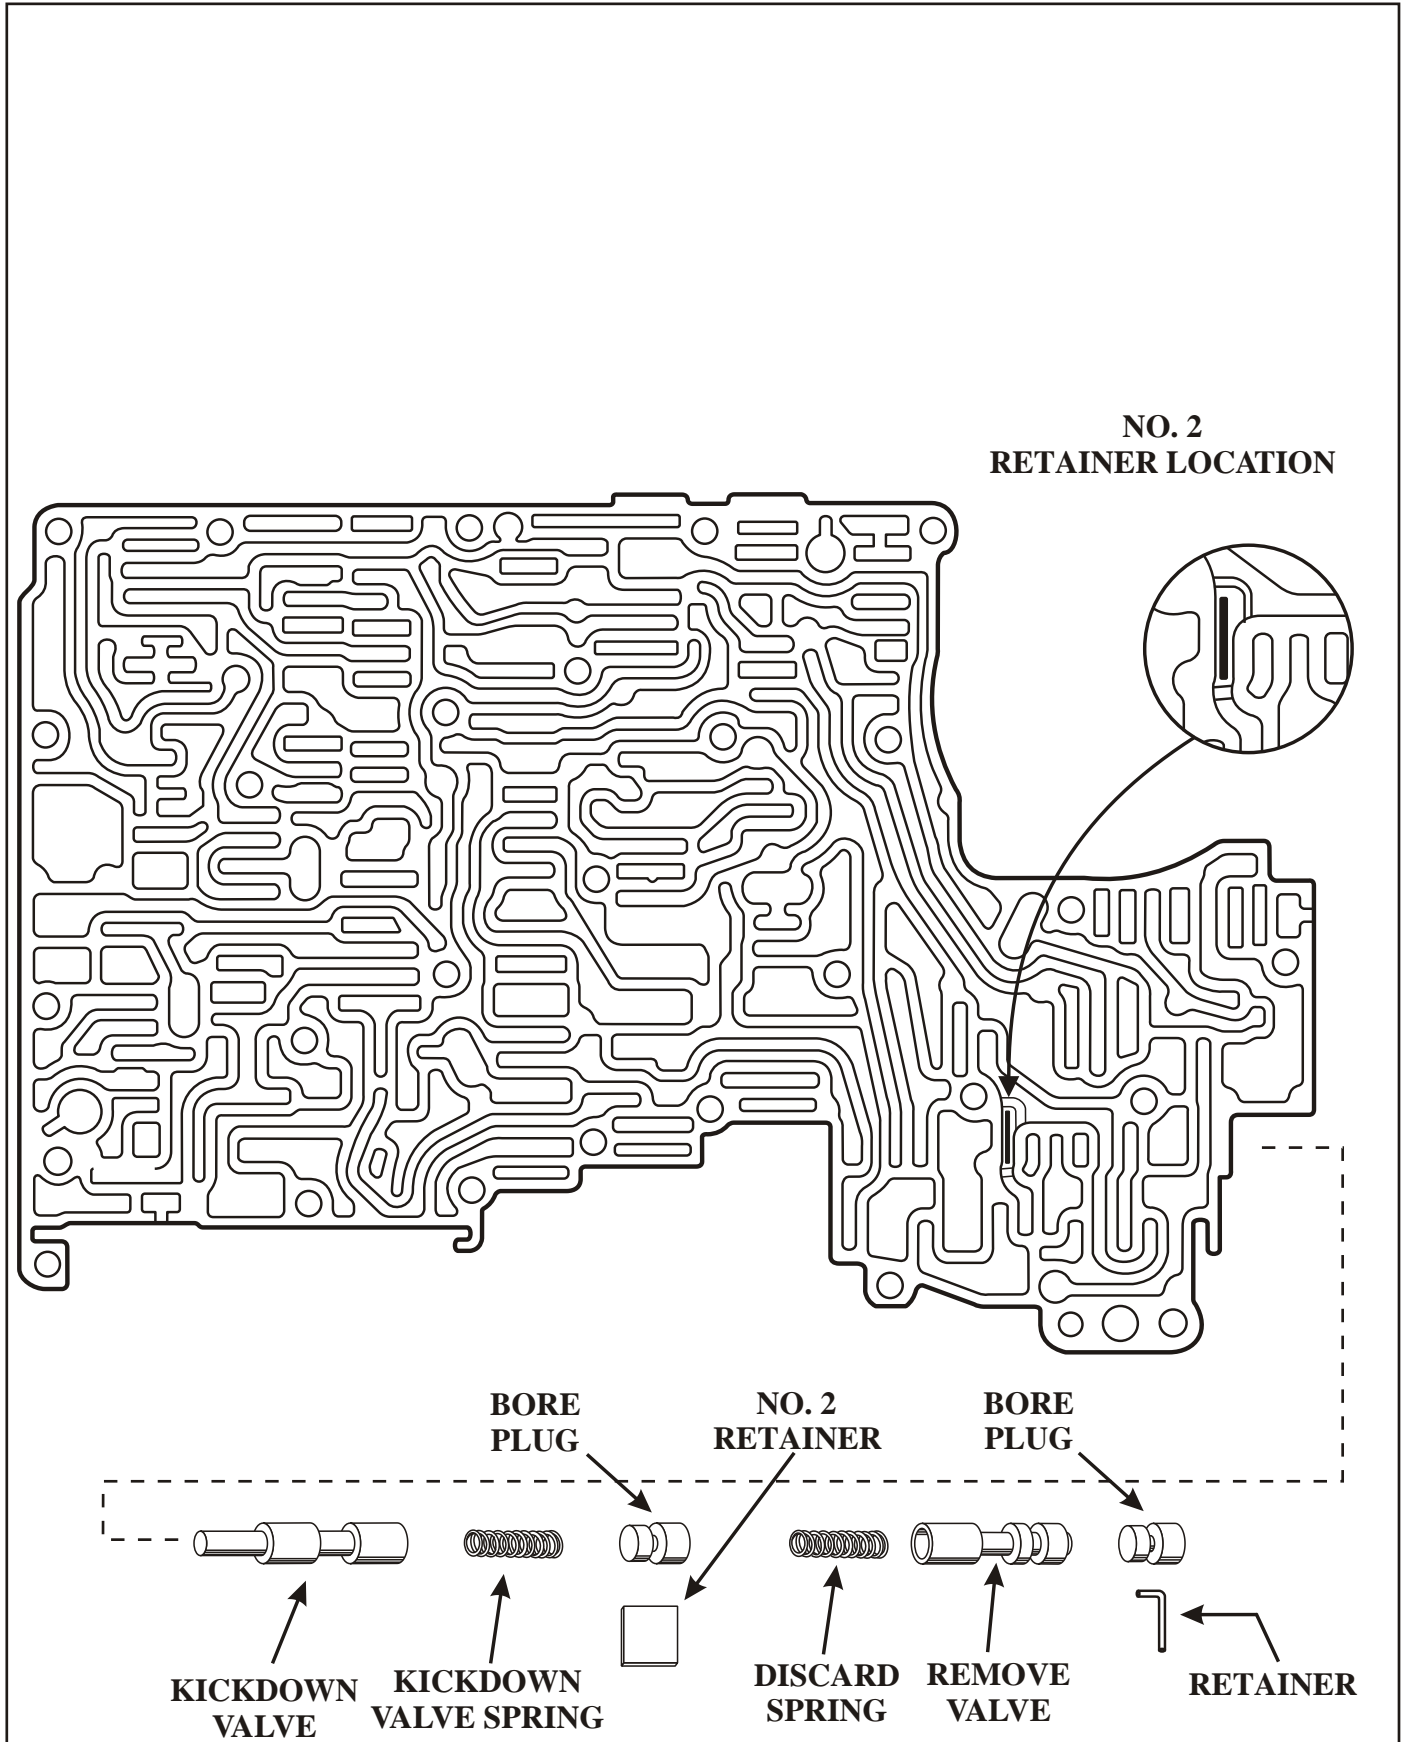 NO. 2
RETAINER LOCATION
BORE
PLUG
NO. 2
RETAINER
BORE
PLUG
KICKDOWN
VALVE
KICKDOWN
VALVE SPRING
DISCARD
SPRING
REMOVE
VALVE
RETAINER